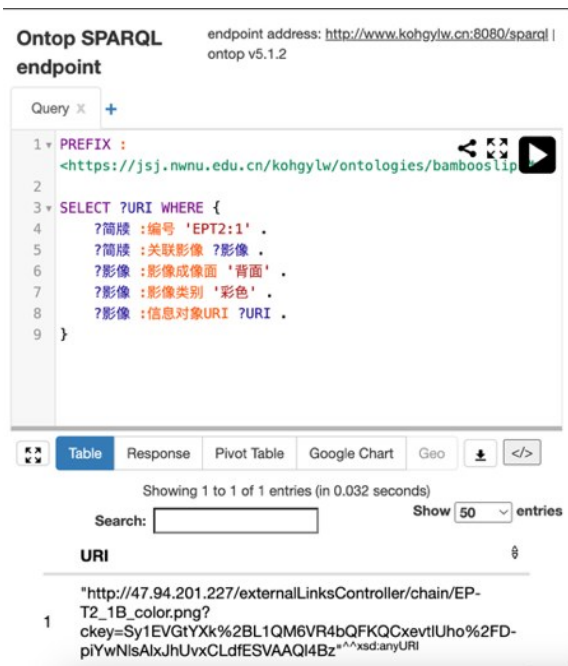 Ontop SPARQL endpoint
endpoint address: http://www.kohgylw.cn:8080/sparql |
ontop v5.1.2
Query x +
1 PREFIX :
<https://jsj.nwnu.edu.cn/kohgylw/ontologies/bambooslip
2
3 SELECT ?URI WHERE {
4 ?简牍 :编号 'EPT2:1' .
5 ?简牍 :关联影像 ?影像 .
6 ?影像 :影像成像面 '背面' .
7 ?影像 :影像类别 '彩色' .
8 ?影像 :信息对象URI ?URI .
9 }
Table Response Pivot Table Google Chart Geo </>
Showing 1 to 1 of 1 entries (in 0.032 seconds)
Search: Show 50 entries
URI
1 "http://47.94.201.227/externalLinksController/chain/EP-
T2_1B_color.png?
ckey=Sy1EVGtYXk%2BL1QM6VR4bQFKQCxevtlUho%2FD-
piYwNlsAlxJhUvxCLdfESVAAQl4Bz"^^xsd:anyURI